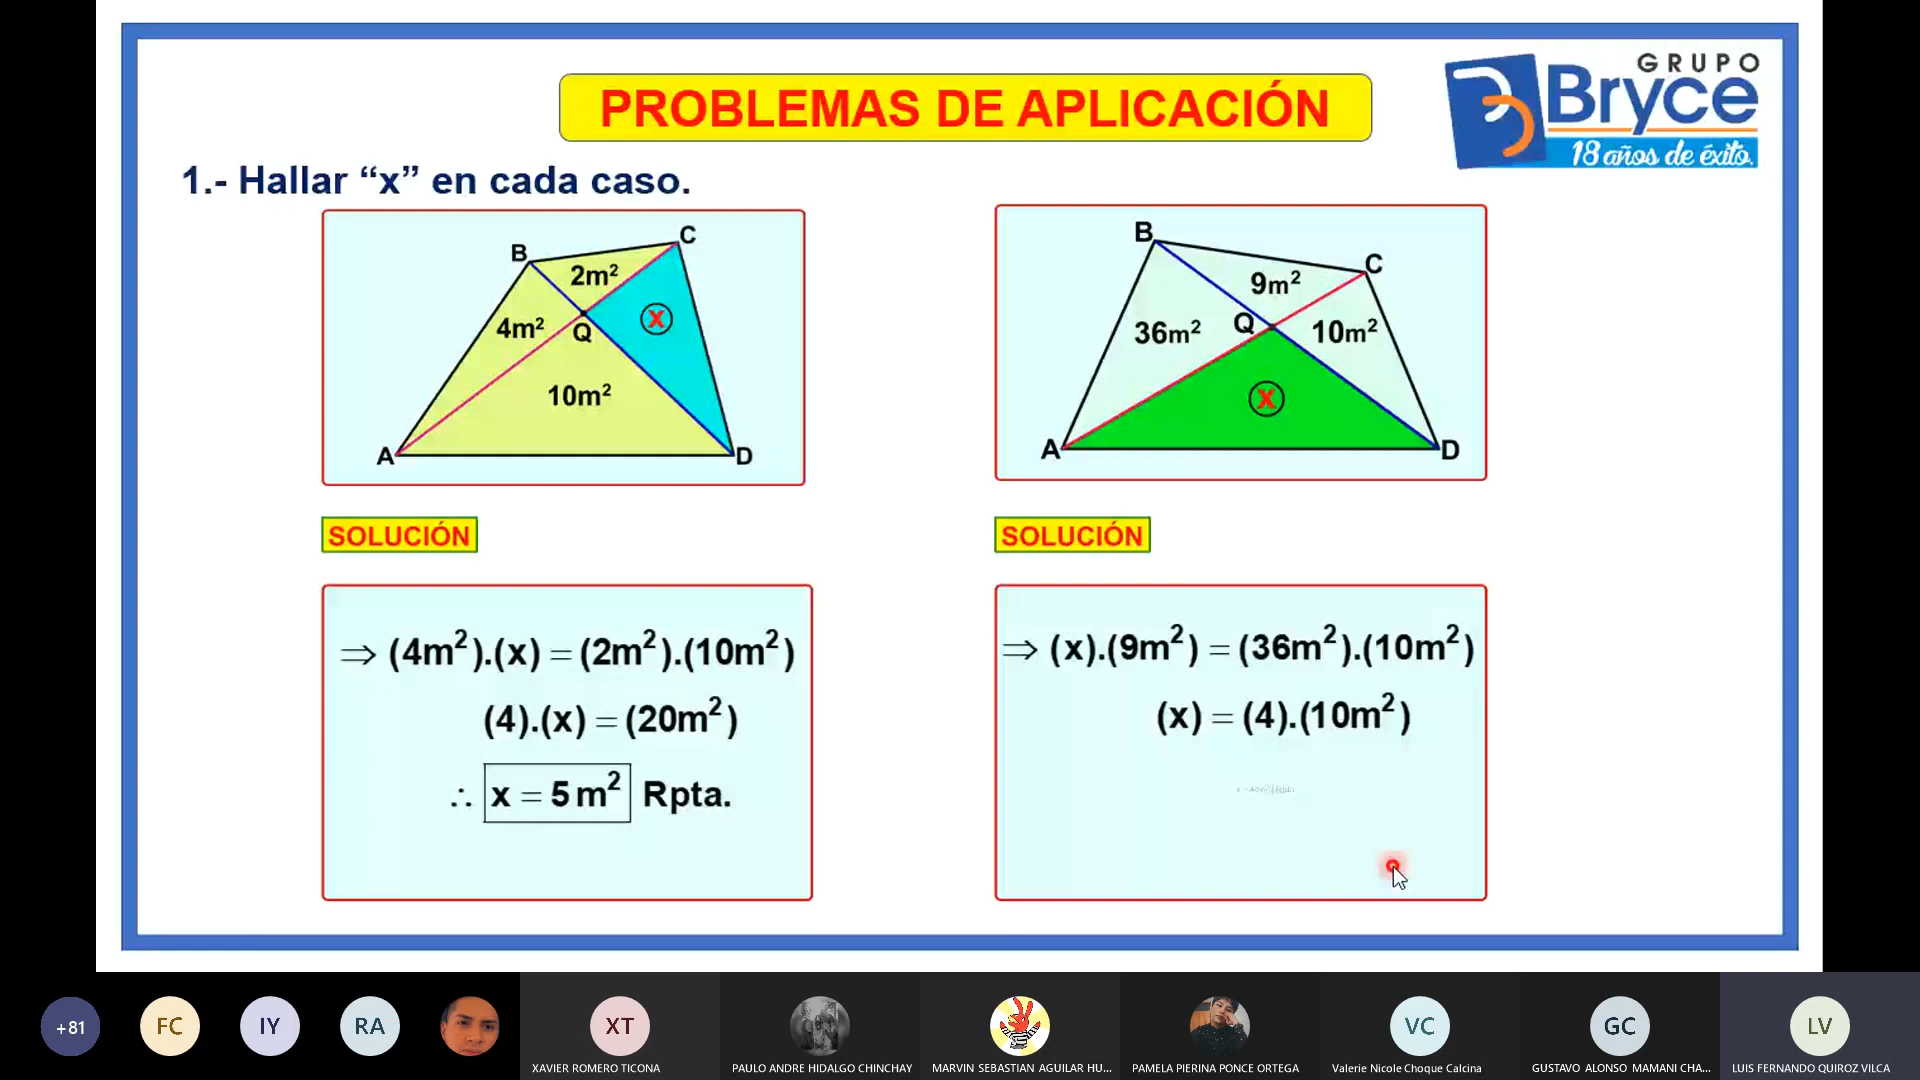 GRUPO
Bryce
18 años de éxito.
PROBLEMAS DE APLICACIÓN
1.- Hallar “x” en cada caso.
B
C
2m²
4m²
Q
X
10m²
A
D
B
C
9m²
36m²
Q
10m²
X
A
D
SOLUCIÓN
SOLUCIÓN
⇒ (4m²).(x) = (2m²).(10m²)
(4).(x) = (20m²)
∴ x = 5 m² Rpta.
⇒ (x).(9m²) = (36m²).(10m²)
(x) = (4).(10m²)
+81
FC
IY
RA
XT
VC
GC
LV
XAVIER ROMERO TICONA
PAULO ANDRE HIDALGO CHINCHAY
MARVIN SEBASTIAN AGUILAR HU...
PAMELA PIERINA PONCE ORTEGA
Valerie Nicole Choque Calcina
GUSTAVO ALONSO MAMANI CHA...
LUIS FERNANDO QUIROZ VILCA